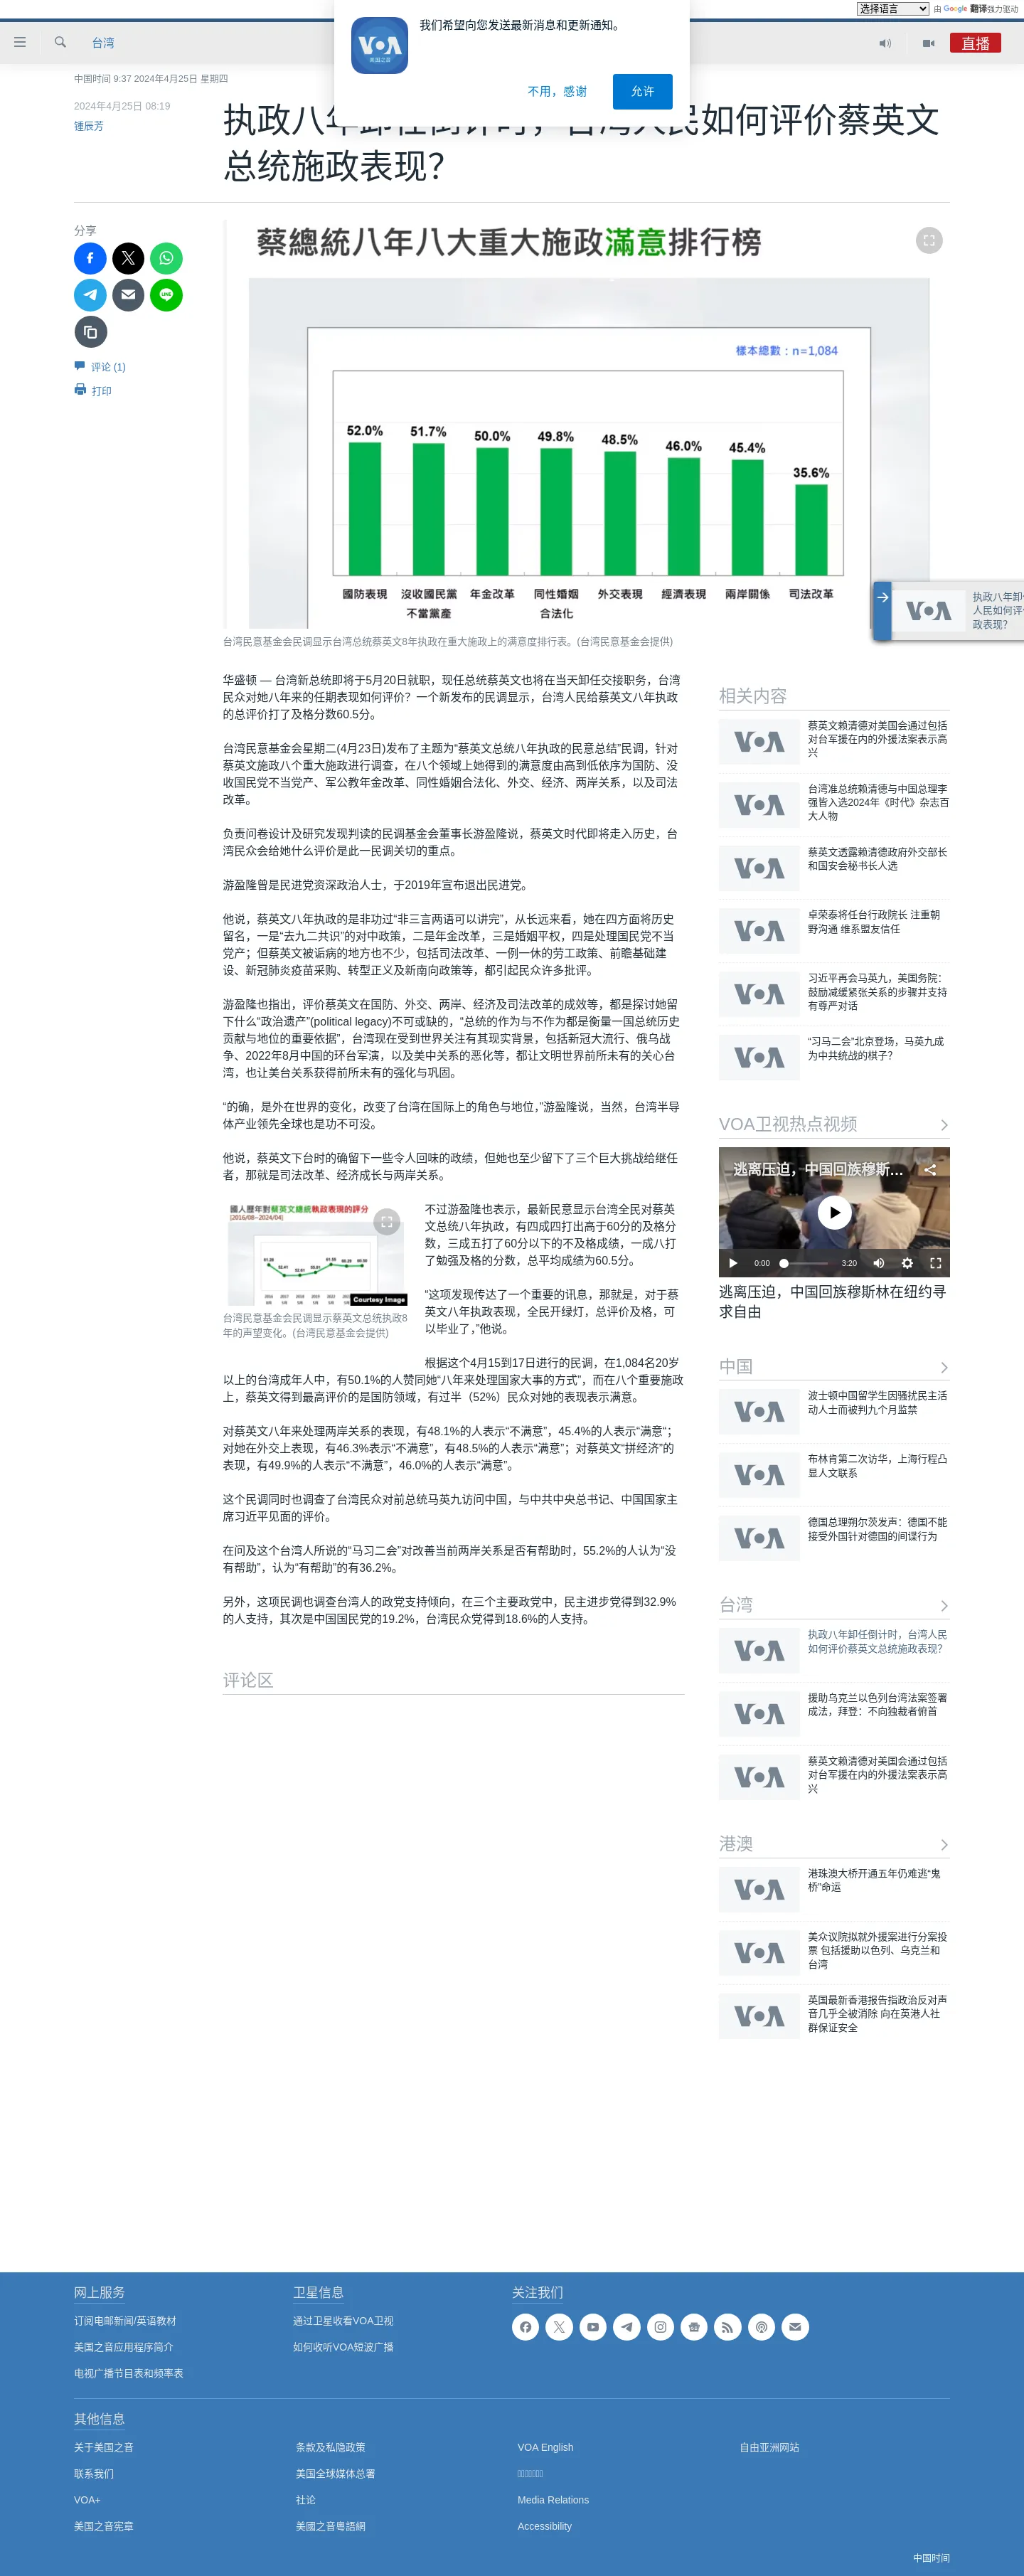 选择语言 由 Google 翻译强力驱动
VOA
美国之音
我们希望向您发送最新消息和更新通知。
不用，感谢
允许
台湾
直播
中国时间 9:37 2024年4月25日 星期四
2024年4月25日 08:19
锺辰芳
执政八年卸任倒计时，台湾人民如何评价蔡英文
总统施政表现？
分享
评论 (1)
打印
蔡總統八年八大重大施政滿意排行榜
樣本總數：n=1,084
52.0% 51.7% 50.0% 49.8% 48.5% 46.0% 45.4% 35.6%
國防表現 沒收國民黨 年金改革 同性婚姻 外交表現 經濟表現 兩岸關係 司法改革
不當黨產 合法化
台湾民意基金会民调显示台湾总统蔡英文8年执政在重大施政上的满意度排行表。(台湾民意基金会提供)
VOA
执政八年卸
人民如何评
政表现？
华盛顿 — 台湾新总统即将于5月20日就职，现任总统蔡英文也将在当天卸任交接职务，台湾
民众对她八年来的任期表现如何评价？一个新发布的民调显示，台湾人民给蔡英文八年执政
的总评价打了及格分数60.5分。
台湾民意基金会星期二(4月23日)发布了主题为“蔡英文总统八年执政的民意总结”民调，针对
蔡英文施政八个重大施政进行调查，在八个领域上她得到的满意度由高到低依序为国防、没
收国民党不当党产、军公教年金改革、同性婚姻合法化、外交、经济、两岸关系，以及司法
改革。
负责问卷设计及研究发现判读的民调基金会董事长游盈隆说，蔡英文时代即将走入历史，台
湾民众会给她什么评价是此一民调关切的重点。
游盈隆曾是民进党资深政治人士，于2019年宣布退出民进党。
他说，蔡英文八年执政的是非功过“非三言两语可以讲完”，从长远来看，她在四方面将历史
留名，一是“去九二共识”的对中政策，二是年金改革，三是婚姻平权，四是处理国民党不当
党产；但蔡英文被诟病的地方也不少，包括司法改革、一例一休的劳工政策、前瞻基础建
设、新冠肺炎疫苗采购、转型正义及新南向政策等，都引起民众许多批评。
游盈隆也指出，评价蔡英文在国防、外交、两岸、经济及司法改革的成效等，都是探讨她留
下什么“政治遗产”(political legacy)不可或缺的，“总统的作为与不作为都是衡量一国总统历史
贡献与地位的重要依据”，台湾现在受到世界关注有其现实背景，包括新冠大流行、俄乌战
争、2022年8月中国的环台军演，以及美中关系的恶化等，都让文明世界前所未有的关心台
湾，也让美台关系获得前所未有的强化与巩固。
“的确，是外在世界的变化，改变了台湾在国际上的角色与地位，”游盈隆说，当然，台湾半导
体产业领先全球也是功不可没。
他说，蔡英文下台时的确留下一些令人回味的政绩，但她也至少留下了三个巨大挑战给继任
者，那就是司法改革、经济成长与两岸关系。
國人歷年對蔡英文總統執政表現的評分
[2016/08~2024/04]
Courtesy Image
台湾民意基金会民调显示蔡英文总统执政8
年的声望变化。(台湾民意基金会提供)
不过游盈隆也表示，最新民意显示台湾全民对蔡英
文总统八年执政，有四成四打出高于60分的及格分
数，三成五打了60分以下的不及格成绩，一成八打
了勉强及格的分数，总平均成绩为60.5分。
“这项发现传达了一个重要的讯息，那就是，对于蔡
英文八年执政表现，全民开绿灯，总评价及格，可
以毕业了，”他说。
根据这个4月15到17日进行的民调，在1,084名20岁
以上的台湾成年人中，有50.1%的人赞同她“八年来处理国家大事的方式”，而在八个重要施政
上，蔡英文得到最高评价的是国防领域，有过半（52%）民众对她的表现表示满意。
对蔡英文八年来处理两岸关系的表现，有48.1%的人表示“不满意”，45.4%的人表示“满意“；
对她在外交上表现，有46.3%表示“不满意”，有48.5%的人表示“满意”；对蔡英文“拼经济”的
表现，有49.9%的人表示“不满意”，46.0%的人表示“满意”。
这个民调同时也调查了台湾民众对前总统马英九访问中国，与中共中央总书记、中国国家主
席习近平见面的评价。
在问及这个台湾人所说的“马习二会”对改善当前两岸关系是否有帮助时，55.2%的人认为“没
有帮助”，认为“有帮助”的有36.2%。
另外，这项民调也调查台湾人的政党支持倾向，在三个主要政党中，民主进步党得到32.9%
的人支持，其次是中国国民党的19.2%，台湾民众党得到18.6%的人支持。
评论区
相关内容
VOA
蔡英文赖清德对美国会通过包括
对台军援在内的外援法案表示高
兴
VOA
台湾准总统赖清德与中国总理李
强皆入选2024年《时代》杂志百
大人物
VOA
蔡英文透露赖清德政府外交部长
和国安会秘书长人选
VOA
卓荣泰将任台行政院长 注重朝
野沟通 维系盟友信任
VOA
习近平再会马英九，美国务院：
鼓励减缓紧张关系的步骤并支持
有尊严对话
VOA
“习马二会”北京登场，马英九成
为中共统战的棋子？
VOA卫视热点视频
逃离压迫，中国回族穆斯...
0:00 3:20
逃离压迫，中国回族穆斯林在纽约寻
求自由
中国
VOA
波士顿中国留学生因骚扰民主活
动人士而被判九个月监禁
VOA
布林肯第二次访华，上海行程凸
显人文联系
VOA
德国总理朔尔茨发声：德国不能
接受外国针对德国的间谍行为
台湾
VOA
执政八年卸任倒计时，台湾人民
如何评价蔡英文总统施政表现？
VOA
援助乌克兰以色列台湾法案签署
成法，拜登：不向独裁者俯首
VOA
蔡英文赖清德对美国会通过包括
对台军援在内的外援法案表示高
兴
港澳
VOA
港珠澳大桥开通五年仍难逃“鬼
桥”命运
VOA
美众议院拟就外援案进行分案投
票 包括援助以色列、乌克兰和
台湾
VOA
英国最新香港报告指政治反对声
音几乎全被消除 向在英港人社
群保证安全
网上服务
订阅电邮新闻/英语教材
美国之音应用程序简介
电视广播节目表和频率表
卫星信息
通过卫星收看VOA卫视
如何收听VOA短波广播
关注我们
其他信息
关于美国之音
联系我们
VOA+
美国之音宪章
条款及私隐政策
美国全球媒体总署
社论
美國之音粵語網
VOA English
Media Relations
Accessibility
自由亚洲网站
中国时间